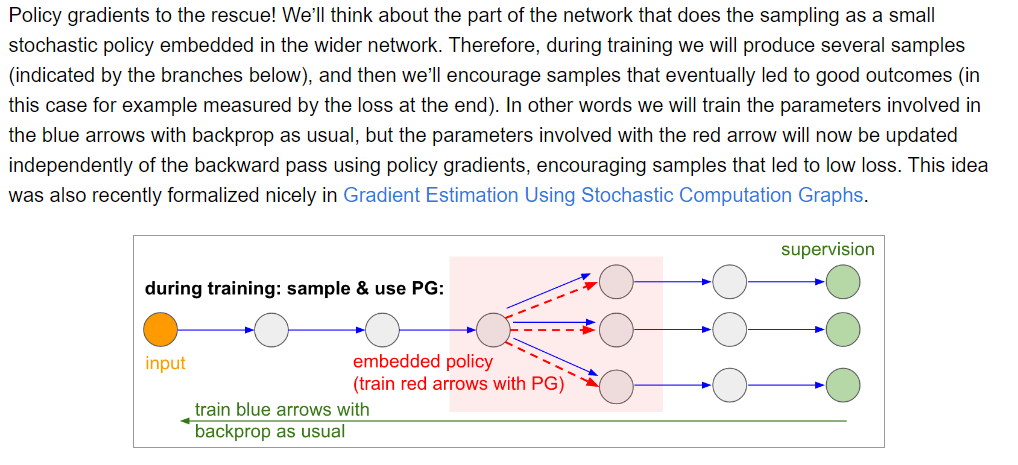 Policy gradients to the rescue! We’ll think about the part of the network that does the sampling as a small
stochastic policy embedded in the wider network. Therefore, during training we will produce several samples
(indicated by the branches below), and then we’ll encourage samples that eventually led to good outcomes (in
this case for example measured by the loss at the end). In other words we will train the parameters involved in
the blue arrows with backprop as usual, but the parameters involved with the red arrow will now be updated
independently of the backward pass using policy gradients, encouraging samples that led to low loss. This idea
was also recently formalized nicely in Gradient Estimation Using Stochastic Computation Graphs.
supervision
during training: sample & use PG:
input
embedded policy
(train red arrows with PG)
train blue arrows with
backprop as usual